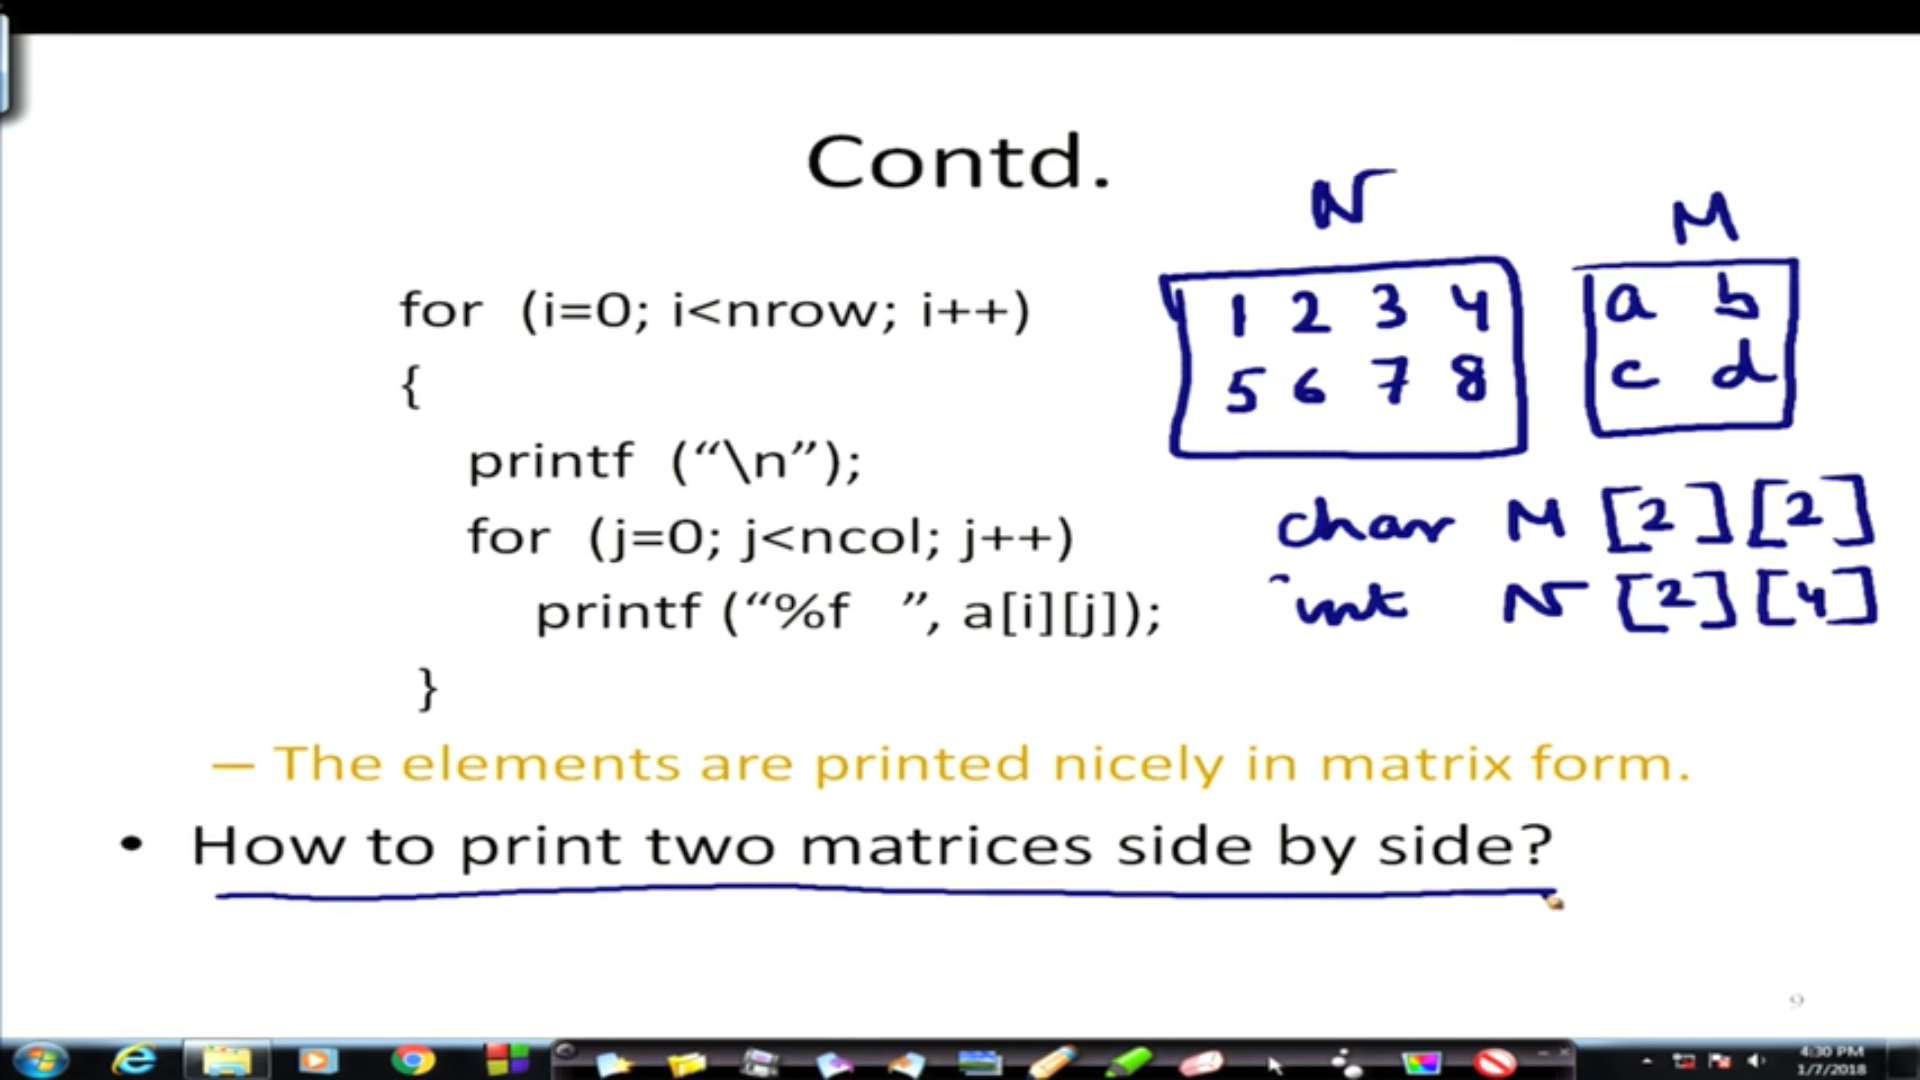 Contd.
for (i=0; i<nrow; i++)
{
printf (“\n”);
for (j=0; j<ncol; j++)
printf (“%f ”, a[i][j]);
}
– The elements are printed nicely in matrix form.
• How to print two matrices side by side?
N
1 2 3 4
5 6 7 8
M
a b
c d
char M [2][2]
int N [2][4]
9
4:30 PM
1/7/2018